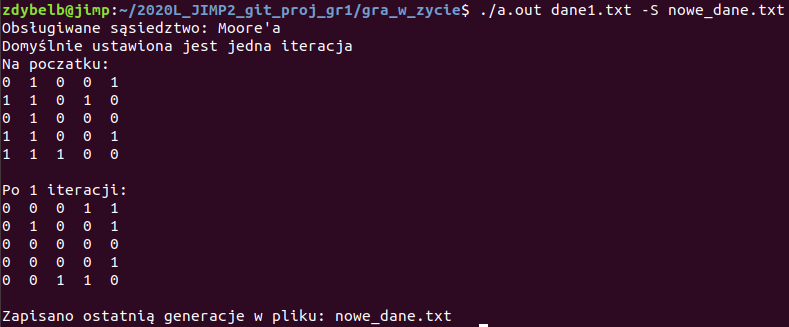 zdybelb@jimp:~/2020L_JIMP2_git_proj_gr1/gra_w_zycie$ ./a.out dane1.txt -S nowe_dane.txt
Obsługiwane sąsiedztwo: Moore'a
Domyślnie ustawiona jest jedna iteracja
Na poczatku:
0 1 0 0 1
1 1 0 1 0
0 1 0 0 0
1 1 0 0 1
1 1 1 0 0
Po 1 iteracji:
0 0 0 1 1
0 1 0 0 1
0 0 0 0 0
0 0 0 0 1
0 0 1 1 0
Zapisano ostatnią generacje w pliku: nowe_dane.txt